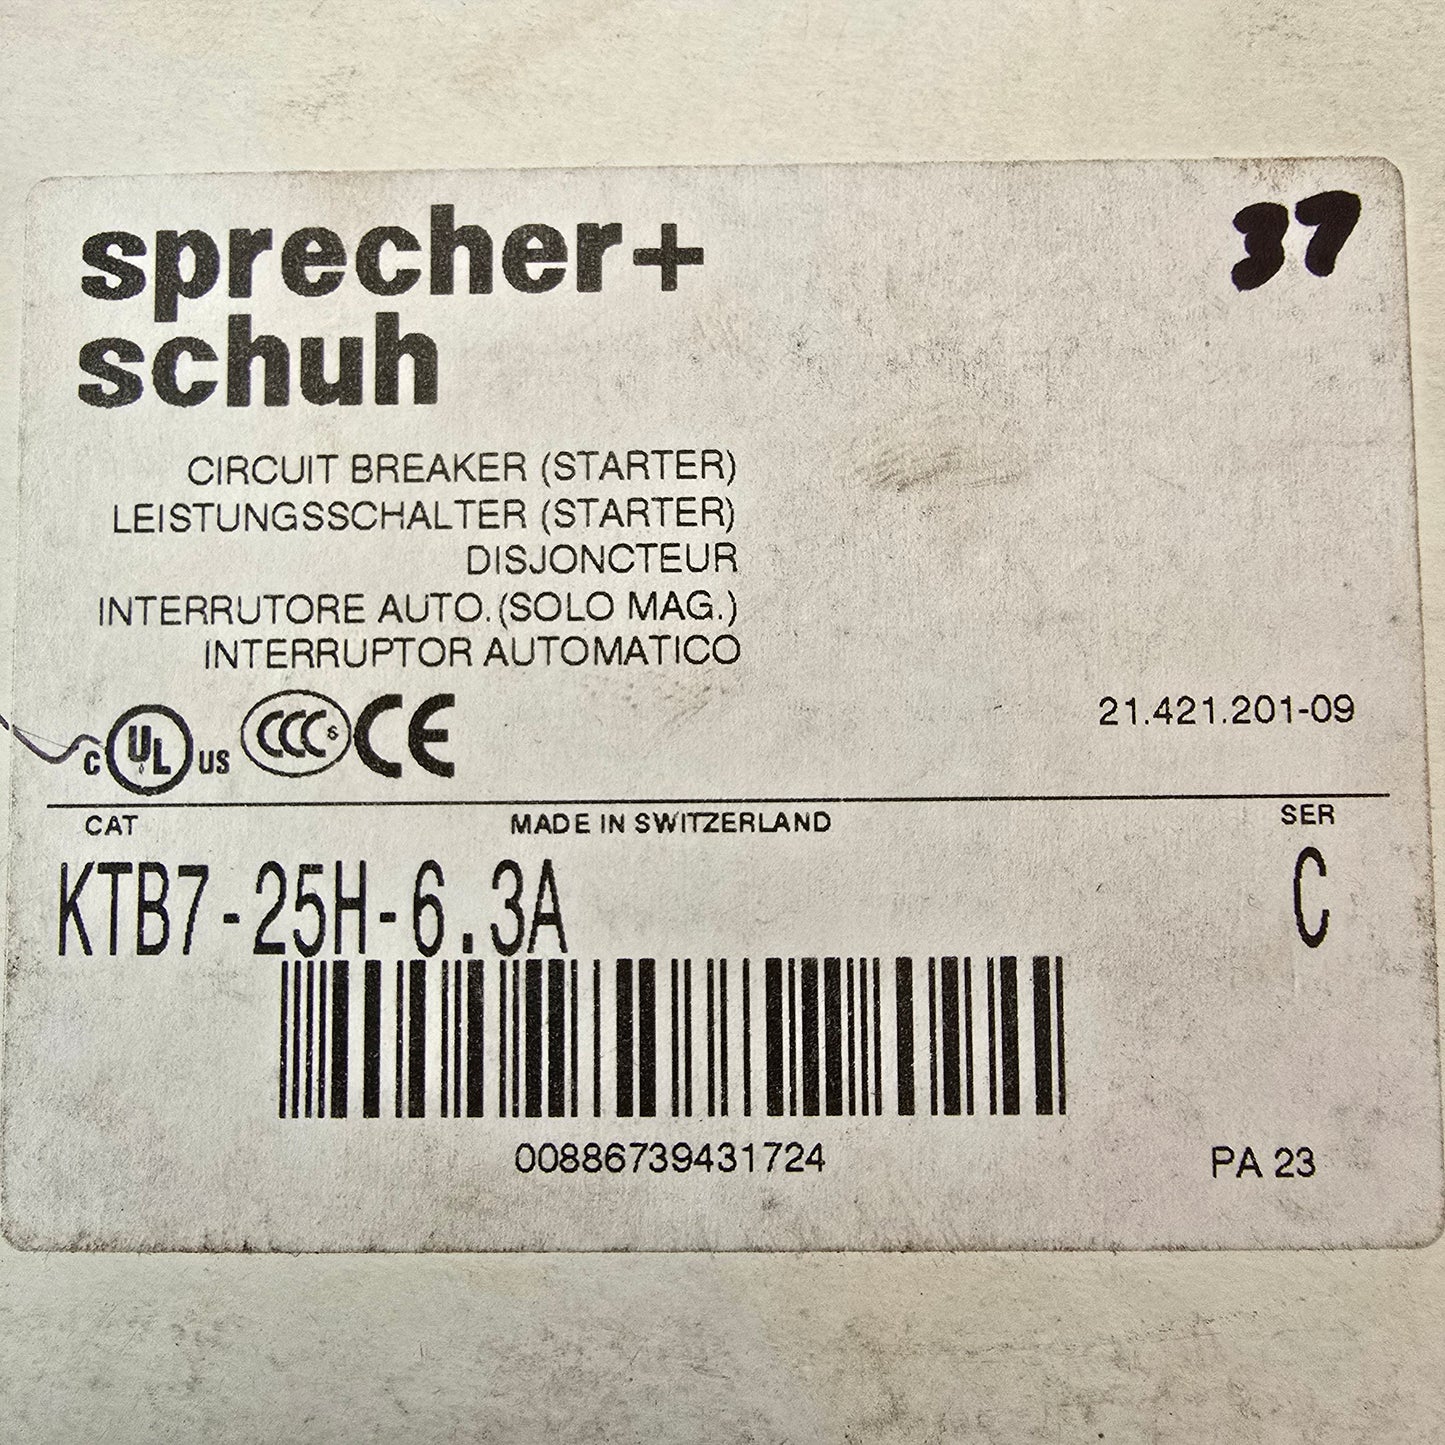 37
sprecher+
schuh
CIRCUIT BREAKER (STARTER)
LEISTUNGSSCHALTER (STARTER)
DISJONCTEUR
INTERRUTORE AUTO.(SOLO MAG.)
INTERRUPTOR AUTOMATICO
C UL US CCC S CE
21.421.201-09
CAT MADE IN SWITZERLAND SER
KTB7-25H-6.3A C
00886739431724
PA 23